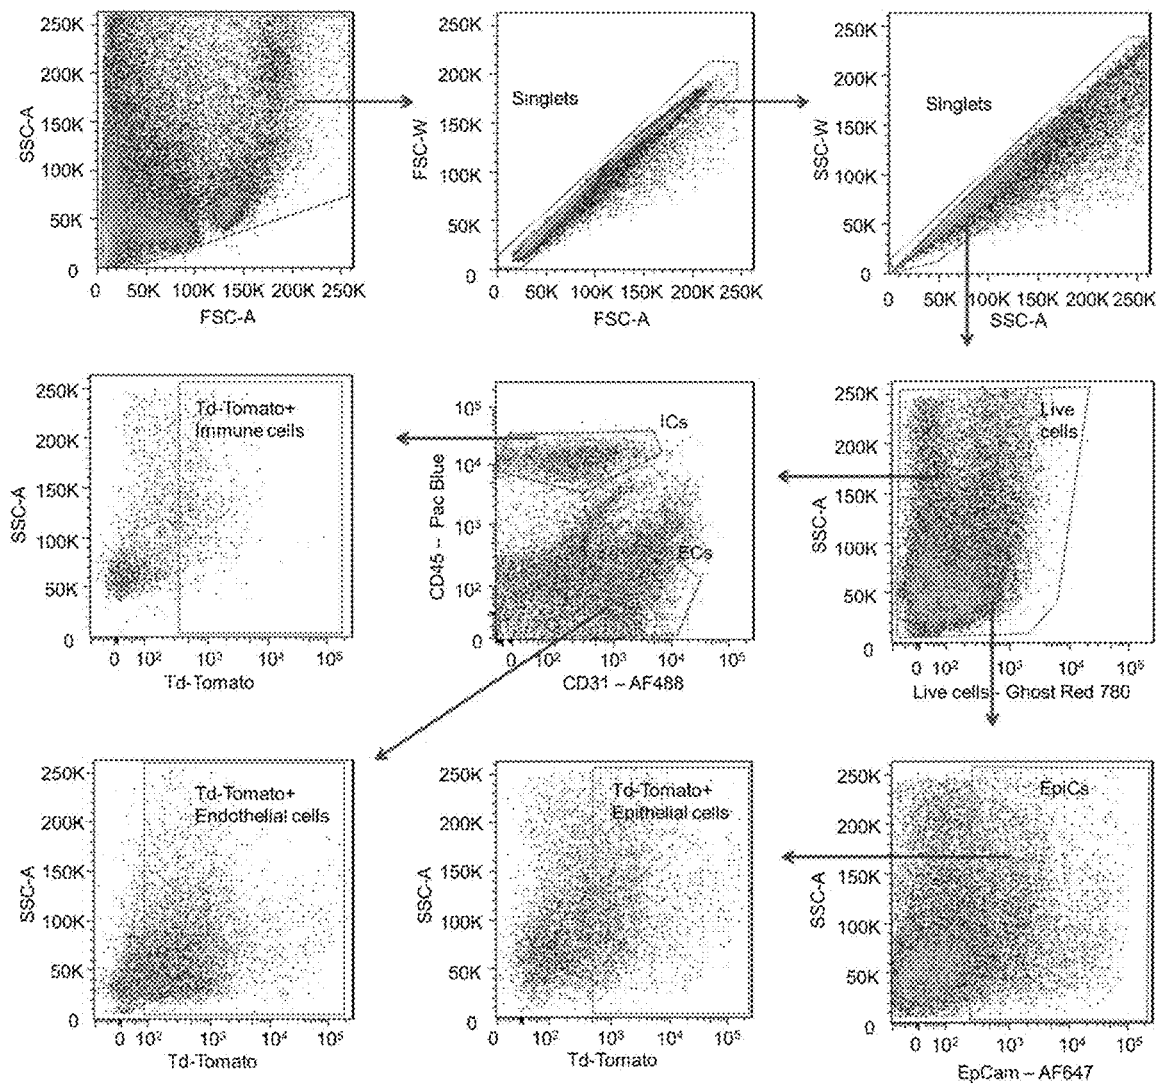 250K
200K
150K
100K
50K
0
SSC-A
0 50K 100K 150K 200K 250K
FSC-A
250K
200K
150K
100K
50K
0
FSC-W
Singlets
0 50K 100K 150K 200K 250K
FSC-A
250K
200K
150K
100K
50K
0
SSC-W
Singlets
0 50K 100K 150K 200K 250K
SSC-A
250K
200K
150K
100K
50K
0
SSC-A
Td-Tomato+
Immune cells
0 10² 10³ 10⁴ 10⁵
Td-Tomato
10⁵
10⁴
10³
10²
0
CD45 – Pac Blue
ICs
ECs
0 10² 10³ 10⁴ 10⁵
CD31 – AF488
250K
200K
150K
100K
50K
0
SSC-A
Live
cells
0 10² 10³ 10⁴ 10⁵
Live cells - Ghost Red 780
250K
200K
150K
100K
50K
0
SSC-A
Td-Tomato+
Endothelial cells
0 10² 10³ 10⁴ 10⁵
Td-Tomato
250K
200K
150K
100K
50K
0
SSC-A
Td-Tomato+
Epithelial cells
0 10² 10³ 10⁴ 10⁵
Td-Tomato
250K
200K
150K
100K
50K
0
SSC-A
EpiCs
0 10² 10³ 10⁴ 10⁵
EpCam – AF647